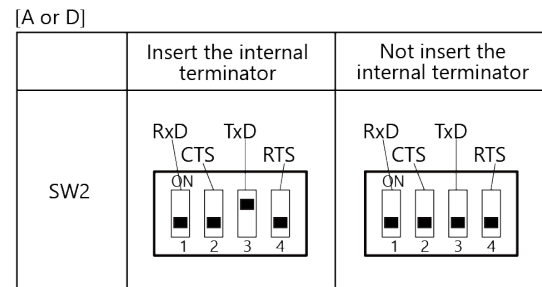 [A or D]
Insert the internal
terminator
Not insert the
internal terminator
SW2
RxD TxD
CTS RTS
ON
1 2 3 4
RxD TxD
CTS RTS
ON
1 2 3 4